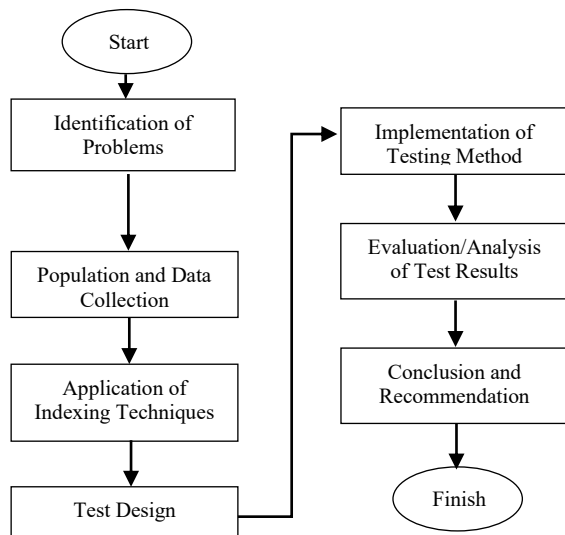 Start
Identification of
Problems
Population and Data
Collection
Application of
Indexing Techniques
Test Design
Implementation of
Testing Method
Evaluation/Analysis
of Test Results
Conclusion and
Recommendation
Finish